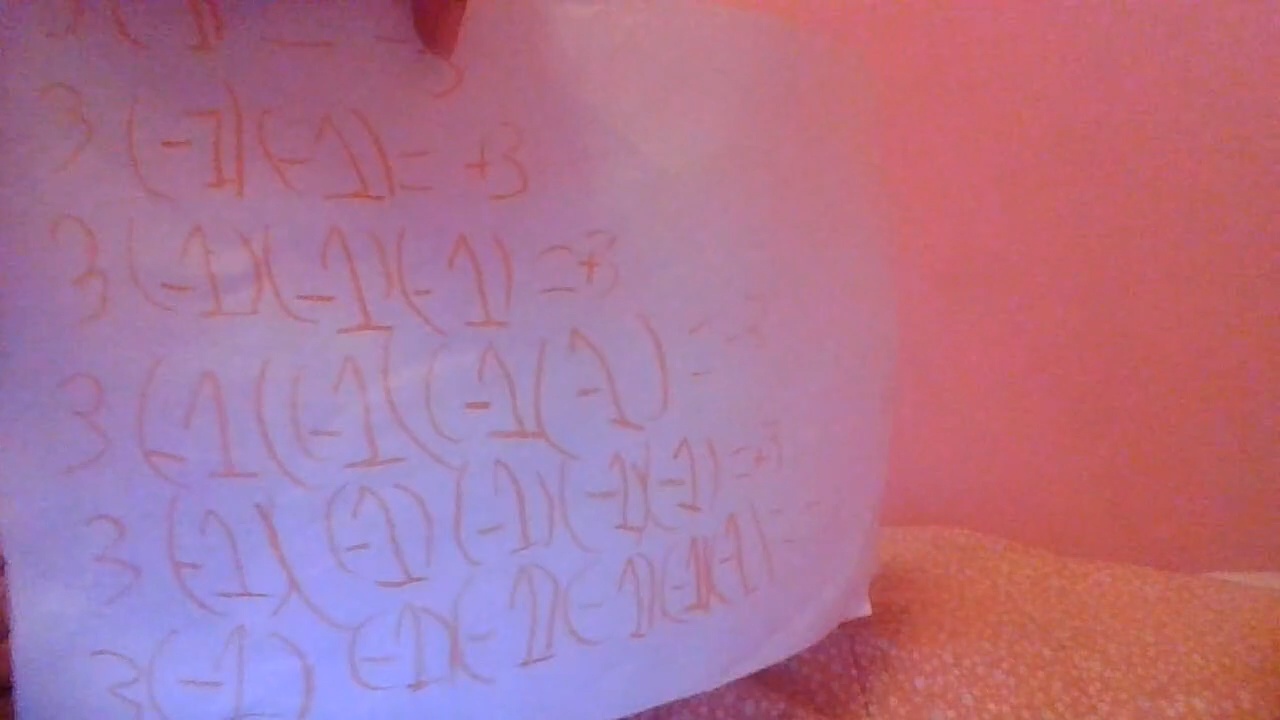 3
3 (-1)(-1) = +3
3 (-1)(-1)(-1) = +3
3 (-1( (-1( (-1(-1) =
3 (-1)( (-1) (-1)(-1)(-1) = +3
3(-1) (-1)(-1)(-1)(-1)(-1) =